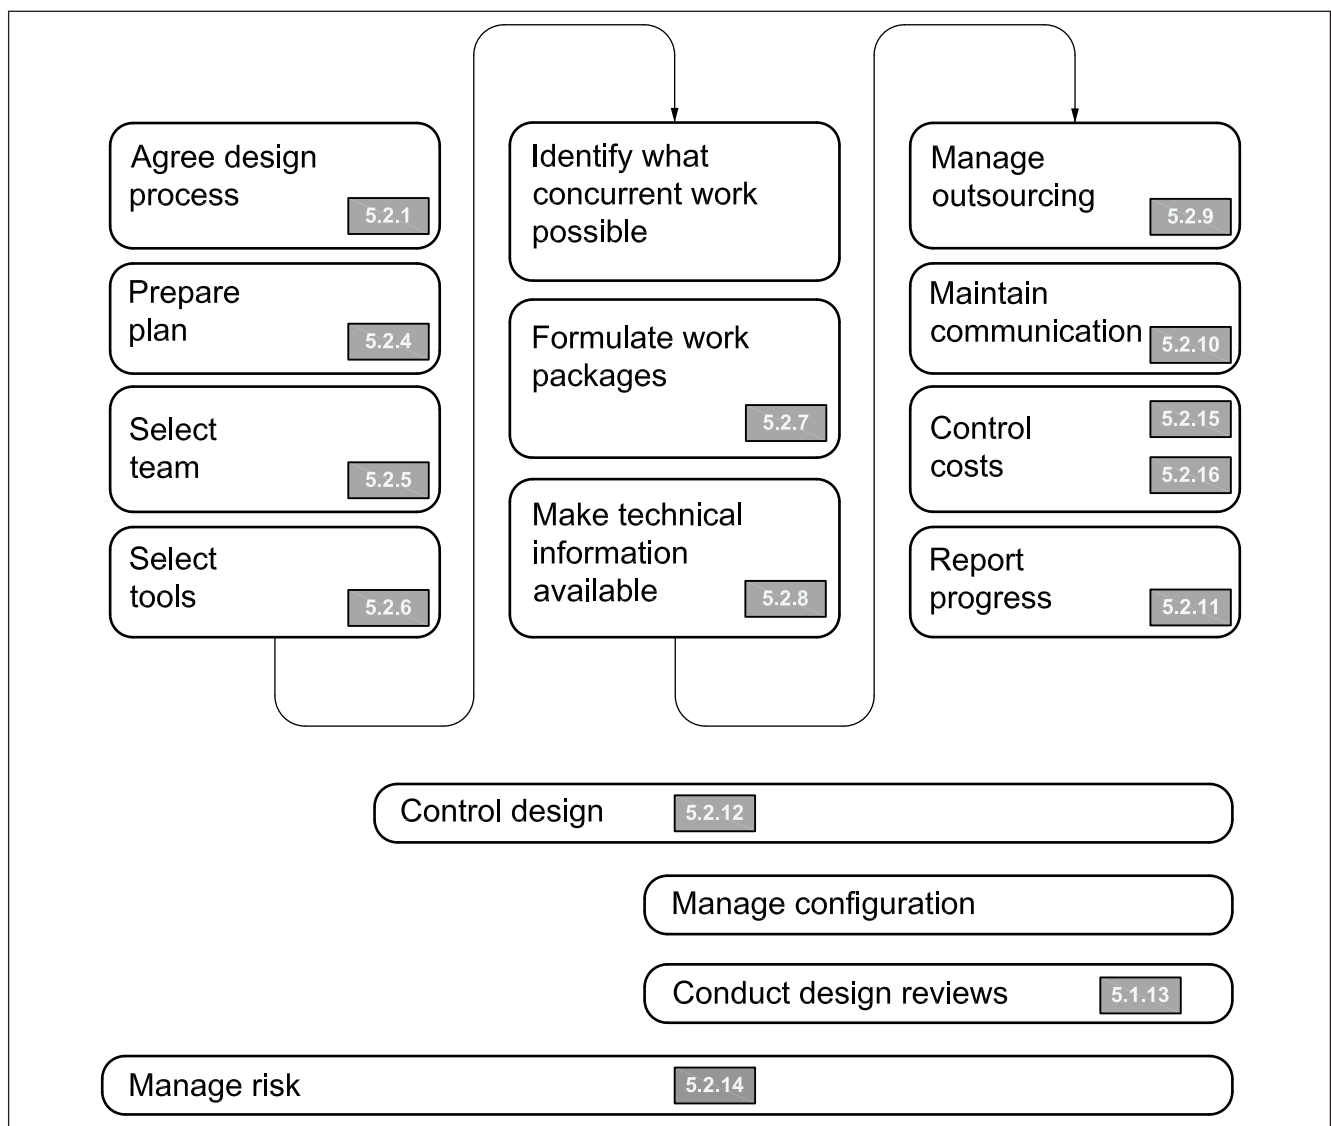 Agree design
process
5.2.1
Prepare
plan
5.2.4
Select
team
5.2.5
Select
tools
5.2.6
Identify what
concurrent work
possible
Formulate work
packages
5.2.7
Make technical
information
available
5.2.8
Manage
outsourcing
5.2.9
Maintain
communication
5.2.10
Control
costs
5.2.15
5.2.16
Report
progress
5.2.11
Control design
5.2.12
Manage configuration
Conduct design reviews
5.1.13
Manage risk
5.2.14